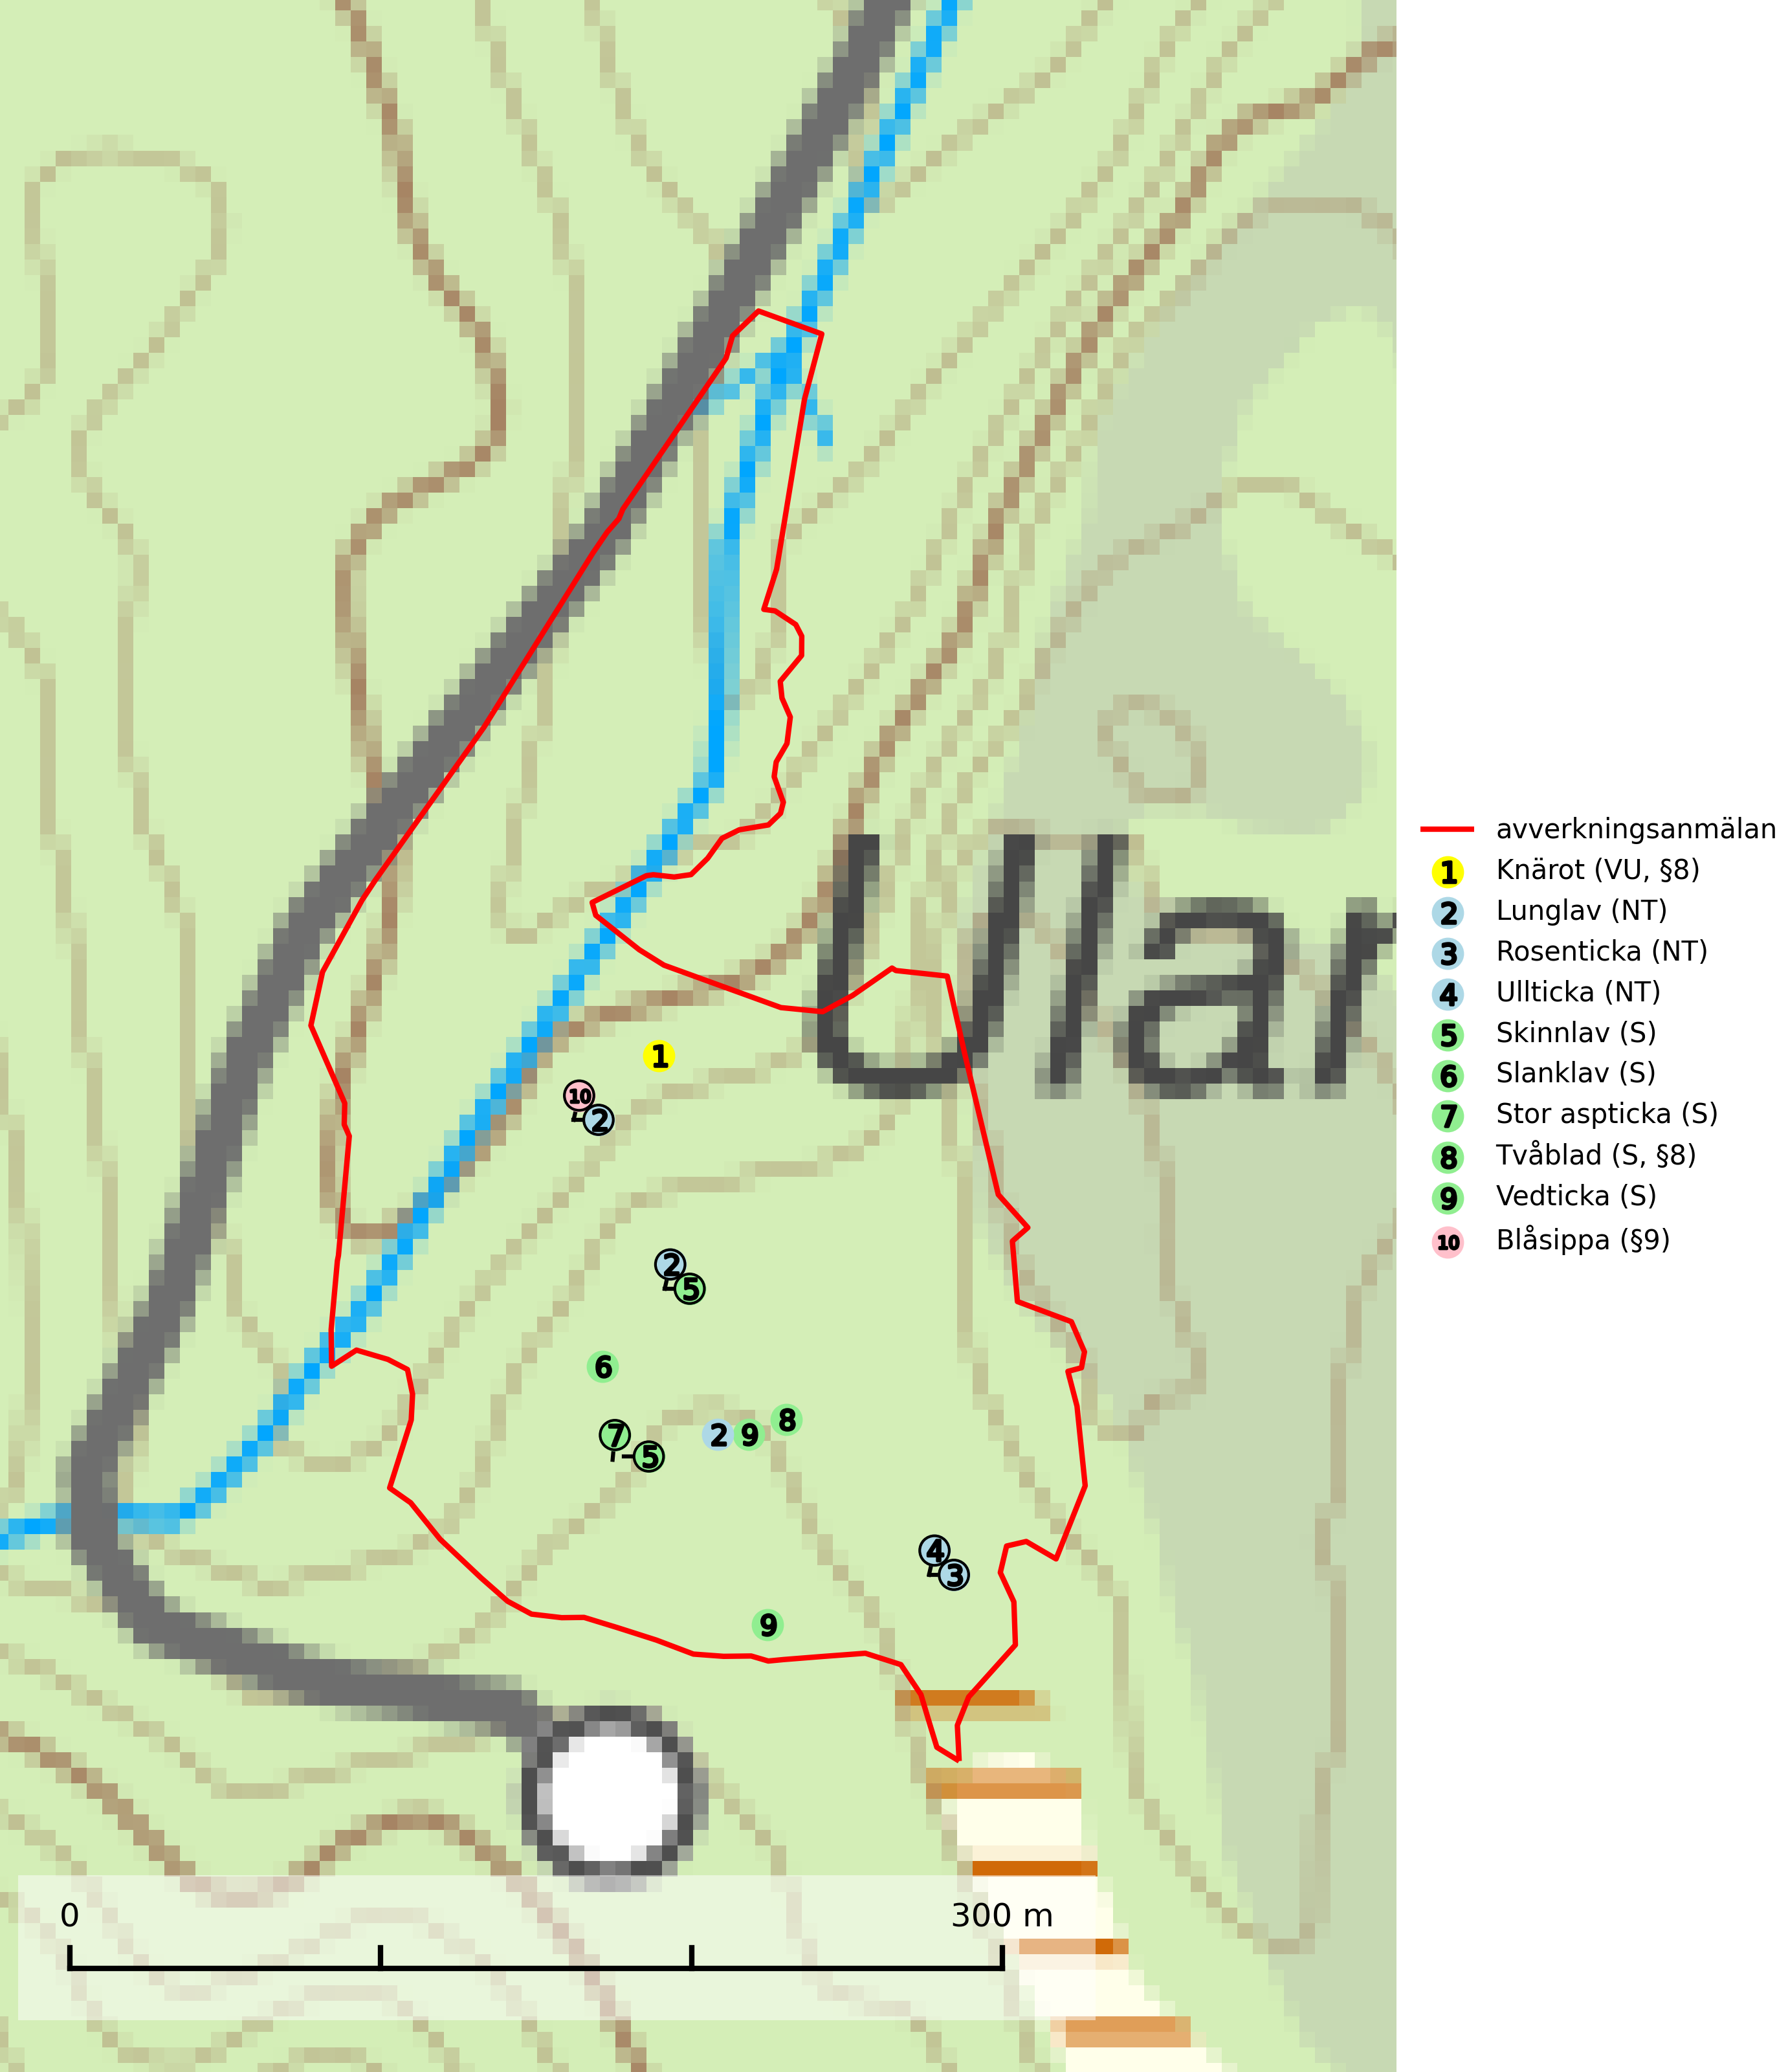 Ullar
1
10
2
2
5
6
8
7
2
9
5
4
3
9
0
300 m
avverkningsanmälan
1 Knärot (VU, §8)
2 Lunglav (NT)
3 Rosenticka (NT)
4 Ullticka (NT)
5 Skinnlav (S)
6 Slanklav (S)
7 Stor aspticka (S)
8 Tvåblad (S, §8)
9 Vedticka (S)
10 Blåsippa (§9)